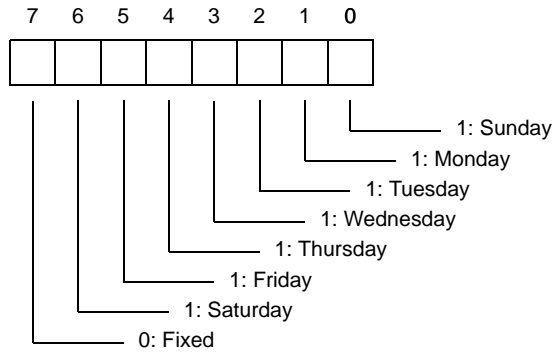 7 6 5 4 3 2 1 0
1: Sunday
1: Monday
1: Tuesday
1: Wednesday
1: Thursday
1: Friday
1: Saturday
0: Fixed